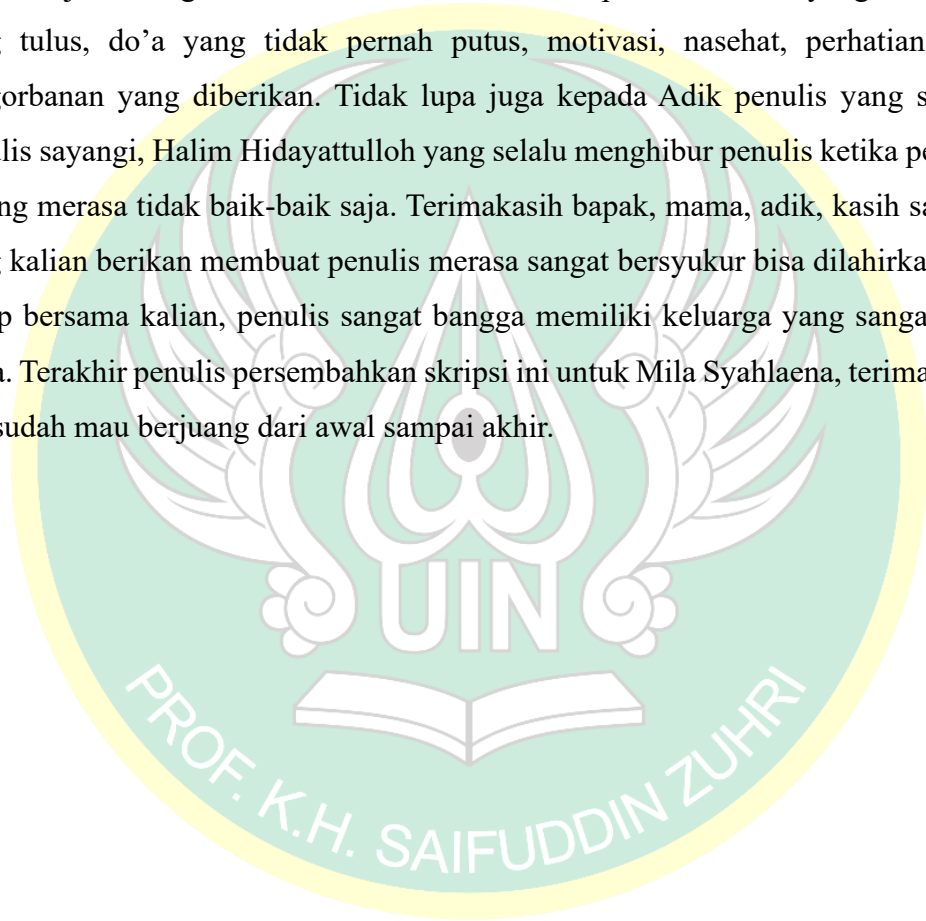 tulus, do’a yang tidak pernah putus, motivasi, nasehat, perhatian
gorbanan yang diberikan. Tidak lupa juga kepada Adik penulis yang s
lis sayangi, Halim Hidayattulloh yang selalu menghibur penulis ketika pe
ng merasa tidak baik-baik saja. Terimakasih bapak, mama, adik, kasih sa
kalian berikan membuat penulis merasa sangat bersyukur bisa dilahirka
p bersama kalian, penulis sangat bangga memiliki keluarga yang sanga
a. Terakhir penulis persembahkan skripsi ini untuk Mila Syahlaena, terima
sudah mau berjuang dari awal sampai akhir.
UIN
PROF. K.H. SAIFUDDIN ZUHRI